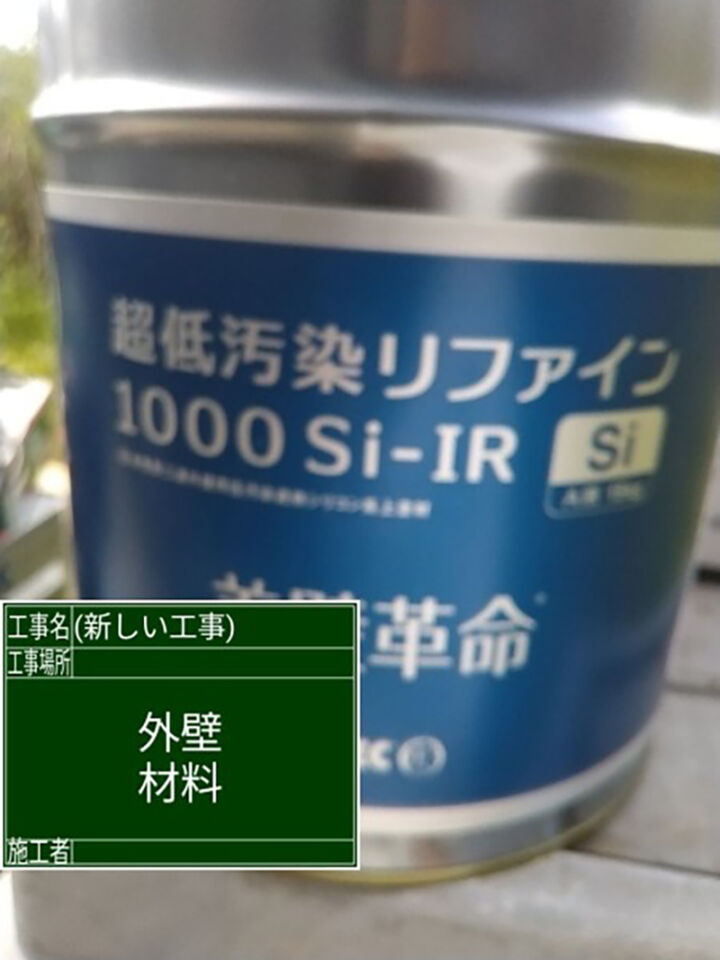 超低汚染リファイン
1000 Si-IR
Si
革命
工事名 (新しい工事)
工事場所
外壁
材料
施工者